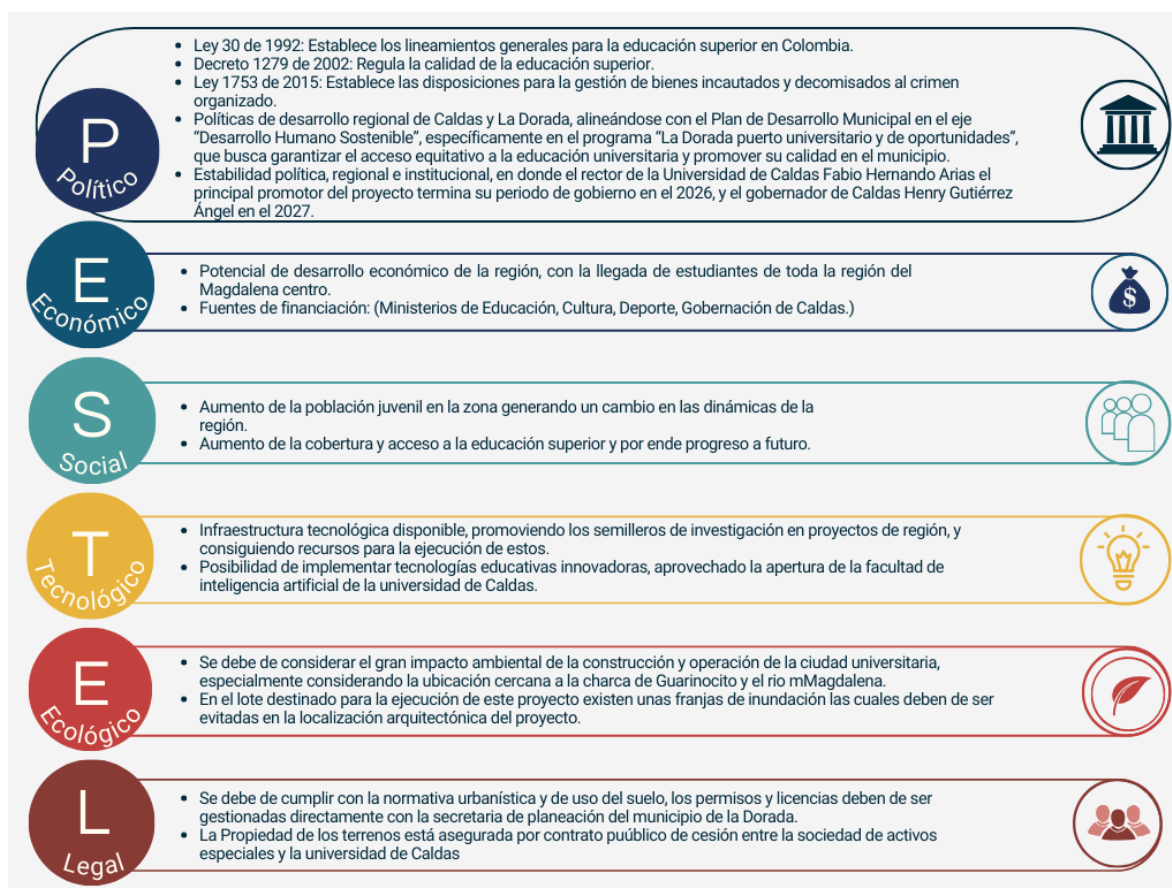 P
Político
• Ley 30 de 1992: Establece los lineamientos generales para la educación superior en Colombia.
• Decreto 1279 de 2002: Regula la calidad de la educación superior.
• Ley 1753 de 2015: Establece las disposiciones para la gestión de bienes incautados y decomisados al crimen
organizado.
• Políticas de desarrollo regional de Caldas y La Dorada, alineándose con el Plan de Desarrollo Municipal en el eje
“Desarrollo Humano Sostenible”, específicamente en el programa “La Dorada puerto universitario y de oportunidades”,
que busca garantizar el acceso equitativo a la educación universitaria y promover su calidad en el municipio.
• Estabilidad política, regional e institucional, en donde el rector de la Universidad de Caldas Fabio Hernando Arias el
principal promotor del proyecto termina su periodo de gobierno en el 2026, y el gobernador de Caldas Henry Gutiérrez
Ángel en el 2027.
E
Económico
• Potencial de desarrollo económico de la región, con la llegada de estudiantes de toda la región del
Magdalena centro.
• Fuentes de financiación: (Ministerios de Educación, Cultura, Deporte, Gobernación de Caldas.)
$
S
Social
• Aumento de la población juvenil en la zona generando un cambio en las dinámicas de la
región.
• Aumento de la cobertura y acceso a la educación superior y por ende progreso a futuro.
T
Tecnológico
• Infraestructura tecnológica disponible, promoviendo los semilleros de investigación en proyectos de región, y
consiguiendo recursos para la ejecución de estos.
• Posibilidad de implementar tecnologías educativas innovadoras, aprovechado la apertura de la facultad de
inteligencia artificial de la universidad de Caldas.
E
Ecológico
• Se debe de considerar el gran impacto ambiental de la construcción y operación de la ciudad universitaria,
especialmente considerando la ubicación cercana a la charca de Guarinocito y el rio mMagdalena.
• En el lote destinado para la ejecución de este proyecto existen unas franjas de inundación las cuales deben de ser
evitadas en la localización arquitectónica del proyecto.
L
Legal
• Se debe de cumplir con la normativa urbanística y de uso del suelo, los permisos y licencias deben de ser
gestionadas directamente con la secretaria de planeación del municipio de la Dorada.
• La Propiedad de los terrenos está asegurada por contrato puúblico de cesión entre la sociedad de activos
especiales y la universidad de Caldas